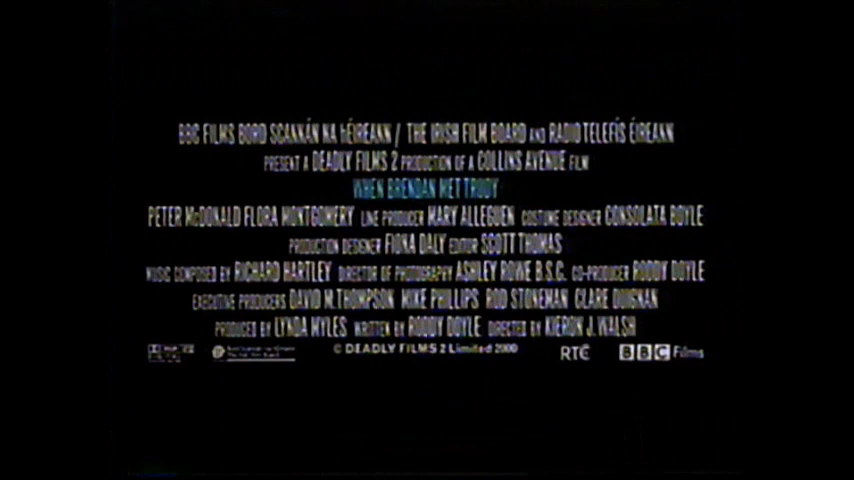 BBC FILMS BORD SCANNÁN NA hÉIREANN / THE IRISH FILM BOARD AND RADIO TELEFÍS ÉIREANN
PRESENT A DEADLY FILMS 2 PRODUCTION OF A COLLINS AVENUE FILM
WHEN BRENDAN MET TRUDY
PETER McDONALD FLORA MONTGOMERY LINE PRODUCER MARY ALLEGUEN COSTUME DESIGNER CONSOLATA BOYLE
PRODUCTION DESIGNER FIONA DALY EDITOR SCOTT THOMAS
MUSIC COMPOSED BY RICHARD HARTLEY DIRECTOR OF PHOTOGRAPHY ASHLEY ROWE B.S.C. CO-PRODUCER RODDY DOYLE
EXECUTIVE PRODUCERS DAVID M. THOMPSON MIKE PHILLIPS ROD STONEMAN CLARE DUIGNAN
PRODUCED BY LYNDA MYLES WRITTEN BY RODDY DOYLE DIRECTED BY KIERON J. WALSH
© DEADLY FILMS 2 Limited 2000 RTÉ BBC Films